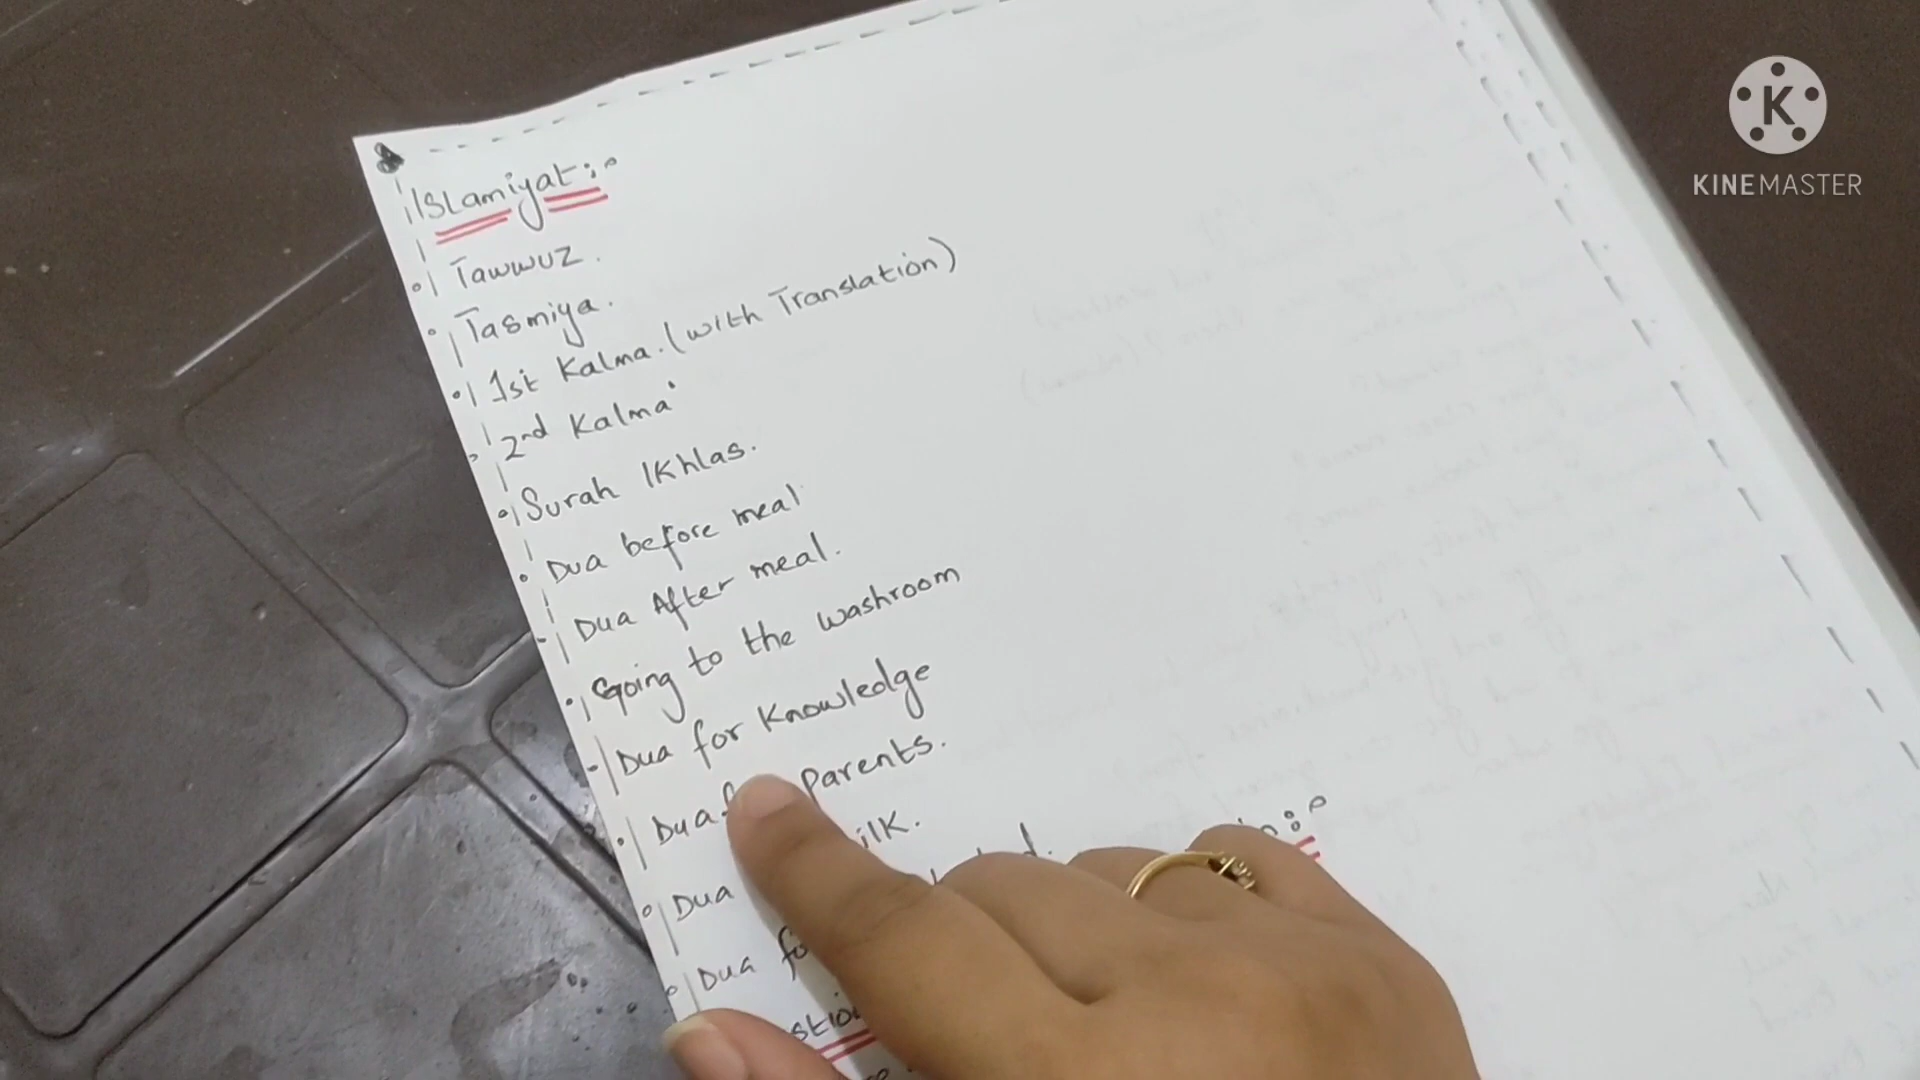 Islamiyat:
Tawwuz.
Tasmiya.
1st Kalma. (with Translation)
2nd Kalma
Surah Ikhlas.
Dua before meal
Dua After meal.
Going to the washroom
Dua for Knowledge
Dua parents.
Dua
Dua
K
KINEMASTER